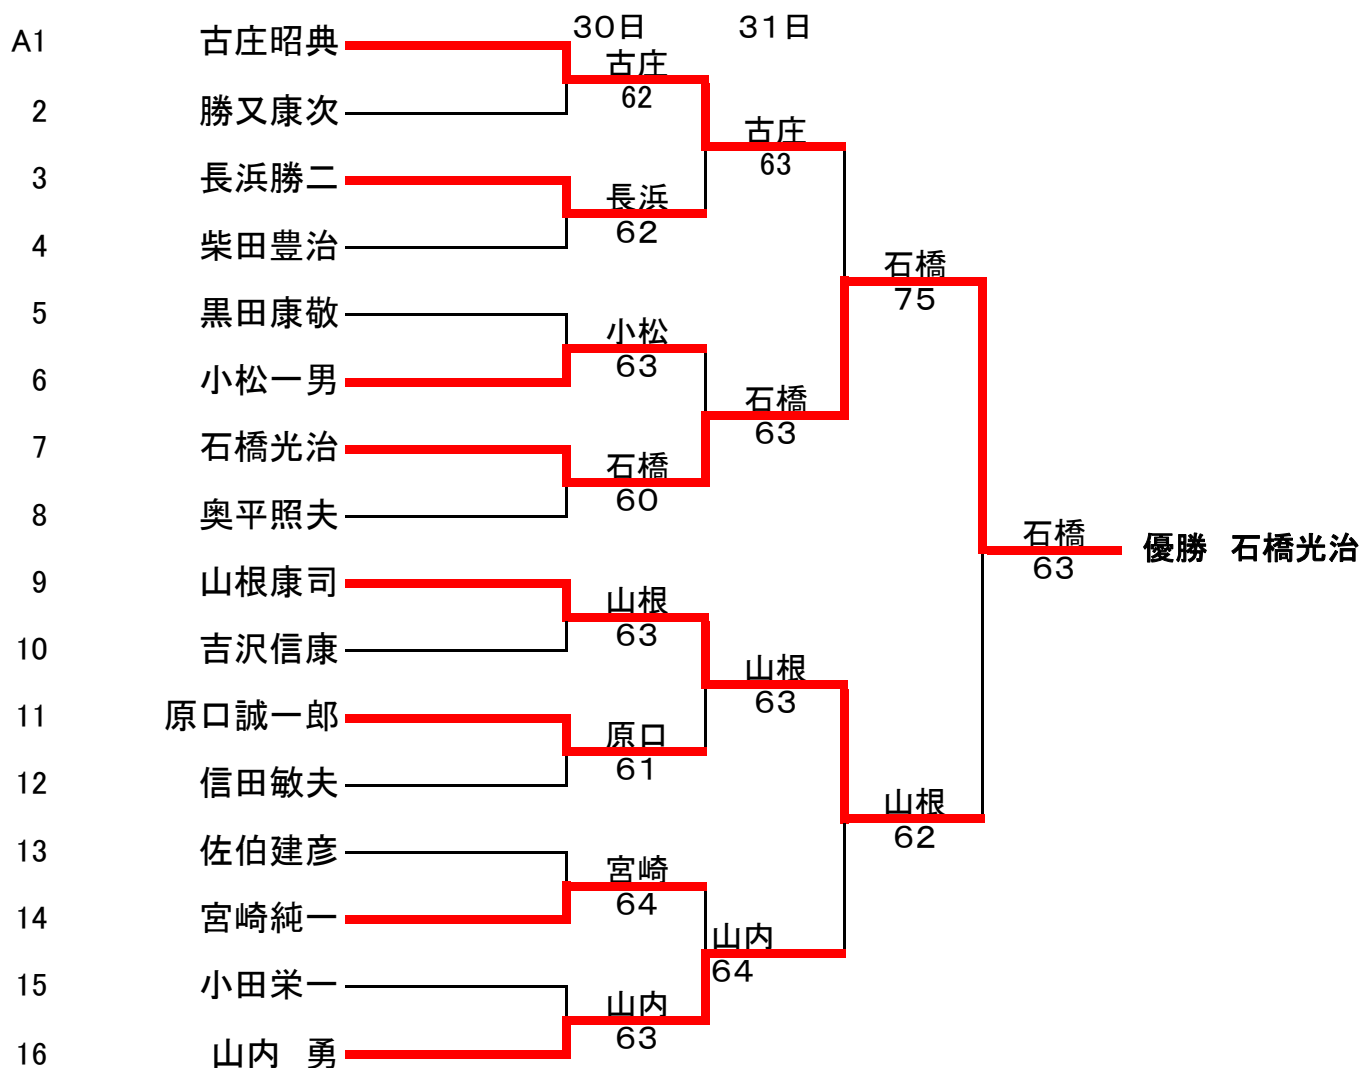 30日 31日
A1 古庄昭典
古庄
62
2 勝又康次
古庄
63
3 長浜勝二
長浜
62
4 柴田豊治
石橋
75
5 黒田康敬
小松
63
6 小松一男
石橋
63
7 石橋光治
石橋
60
8 奥平照夫
石橋
63
優勝 石橋光治
9 山根康司
山根
63
10 吉沢信康
山根
63
11 原口誠一郎
原口
61
12 信田敏夫
山根
62
13 佐伯建彦
宮崎
64
14 宮崎純一
山内
64
15 小田栄一
山内
63
16 山内 勇